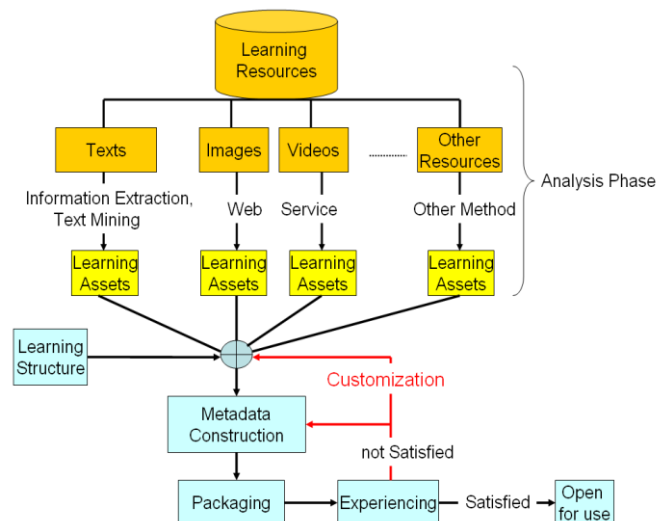 Learning
Resources
Texts
Images
Videos
Other
Resources
Analysis Phase
Information Extraction,
Text Mining
Web
Service
Other Method
Learning
Assets
Learning
Assets
Learning
Assets
Learning
Assets
Learning
Structure
Customization
Metadata
Construction
not Satisfied
Packaging
Experiencing
Satisfied
Open
for use